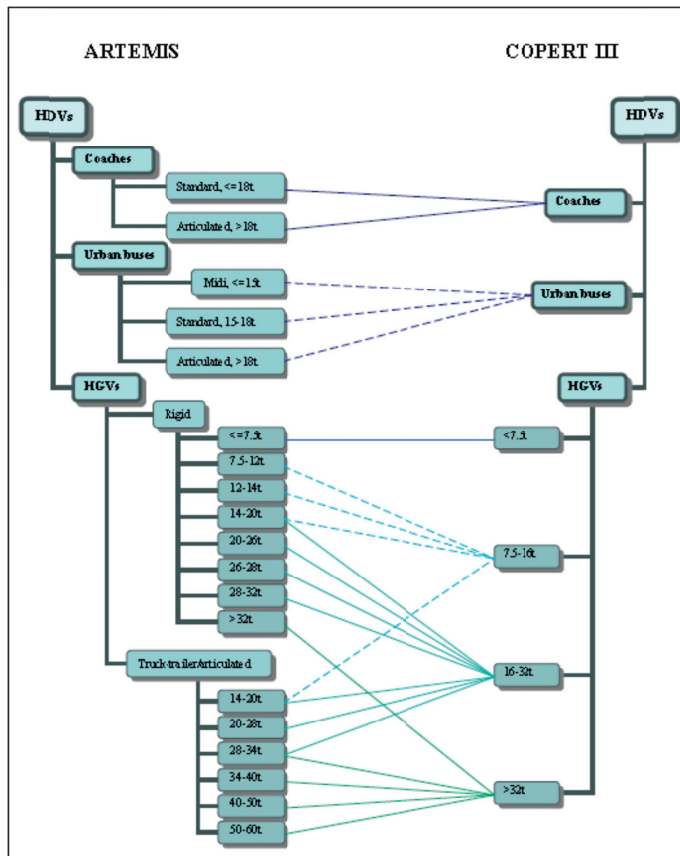 ARTEMIS
COPERT III
HDVs
HDVs
Coaches
Standard, <=18t
Articulated, >18t
Coaches
Urban buses
Midi, <=15t
Standard, 15-18t
Articulated, >18t
Urban buses
HGVs
HGVs
Rigid
<=7.5t
<7.5t
7.5-12t
12-14t
14-20t
20-26t
26-28t
28-32t
>32t
7.5-16t
16-32t
Truck-trailer/Articulated
14-20t
20-28t
28-34t
34-40t
40-50t
50-60t
>32t